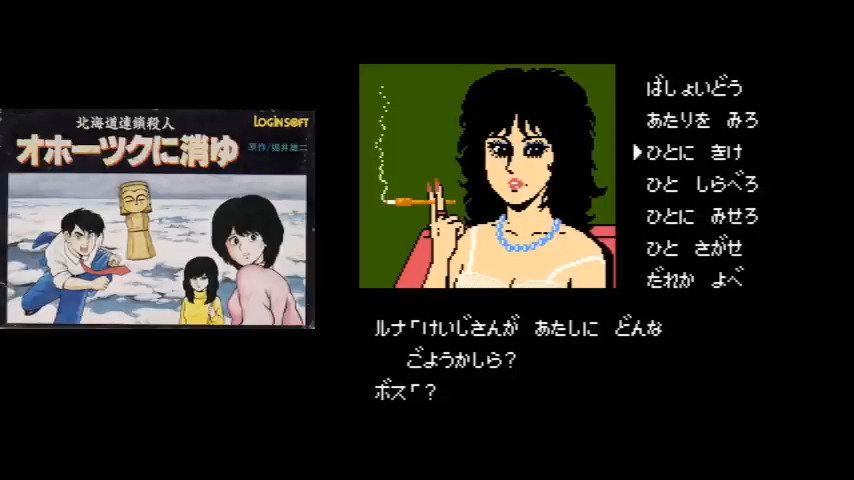 北海道連鎖殺人
LOGiNSOFT
オホーツクに消ゆ
原作/堀井雄二
ばしょいどう
あたりを みろ
ひとに きけ
ひと しらべろ
ひとに みせろ
ひと さがせ
だれか よべ
ルナ「けいじさんが あたしに どんな
ごようかしら?
ボス「?